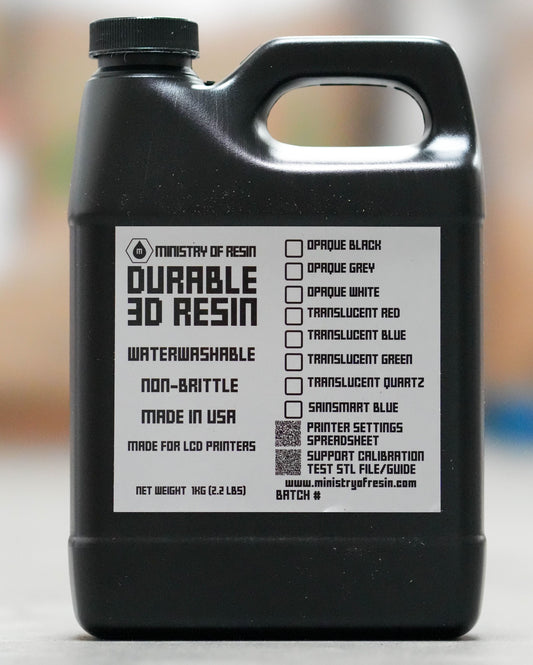 M
MINISTRY OF RESIN
DURABLE
3D RESIN
WATERWASHABLE
NON-BRITTLE
MADE IN USA
MADE FOR LCD PRINTERS
NET WEIGHT 1KG (2.2 LBS)
OPAQUE BLACK
OPAQUE GREY
OPAQUE WHITE
TRANSLUCENT RED
TRANSLUCENT BLUE
TRANSLUCENT GREEN
TRANSLUCENT QUARTZ
SAINSMART BLUE
PRINTER SETTINGS
SPREADSHEET
SUPPORT CALIBRATION
TEST STL FILE/GUIDE
www.ministryofresin.com
BATCH #